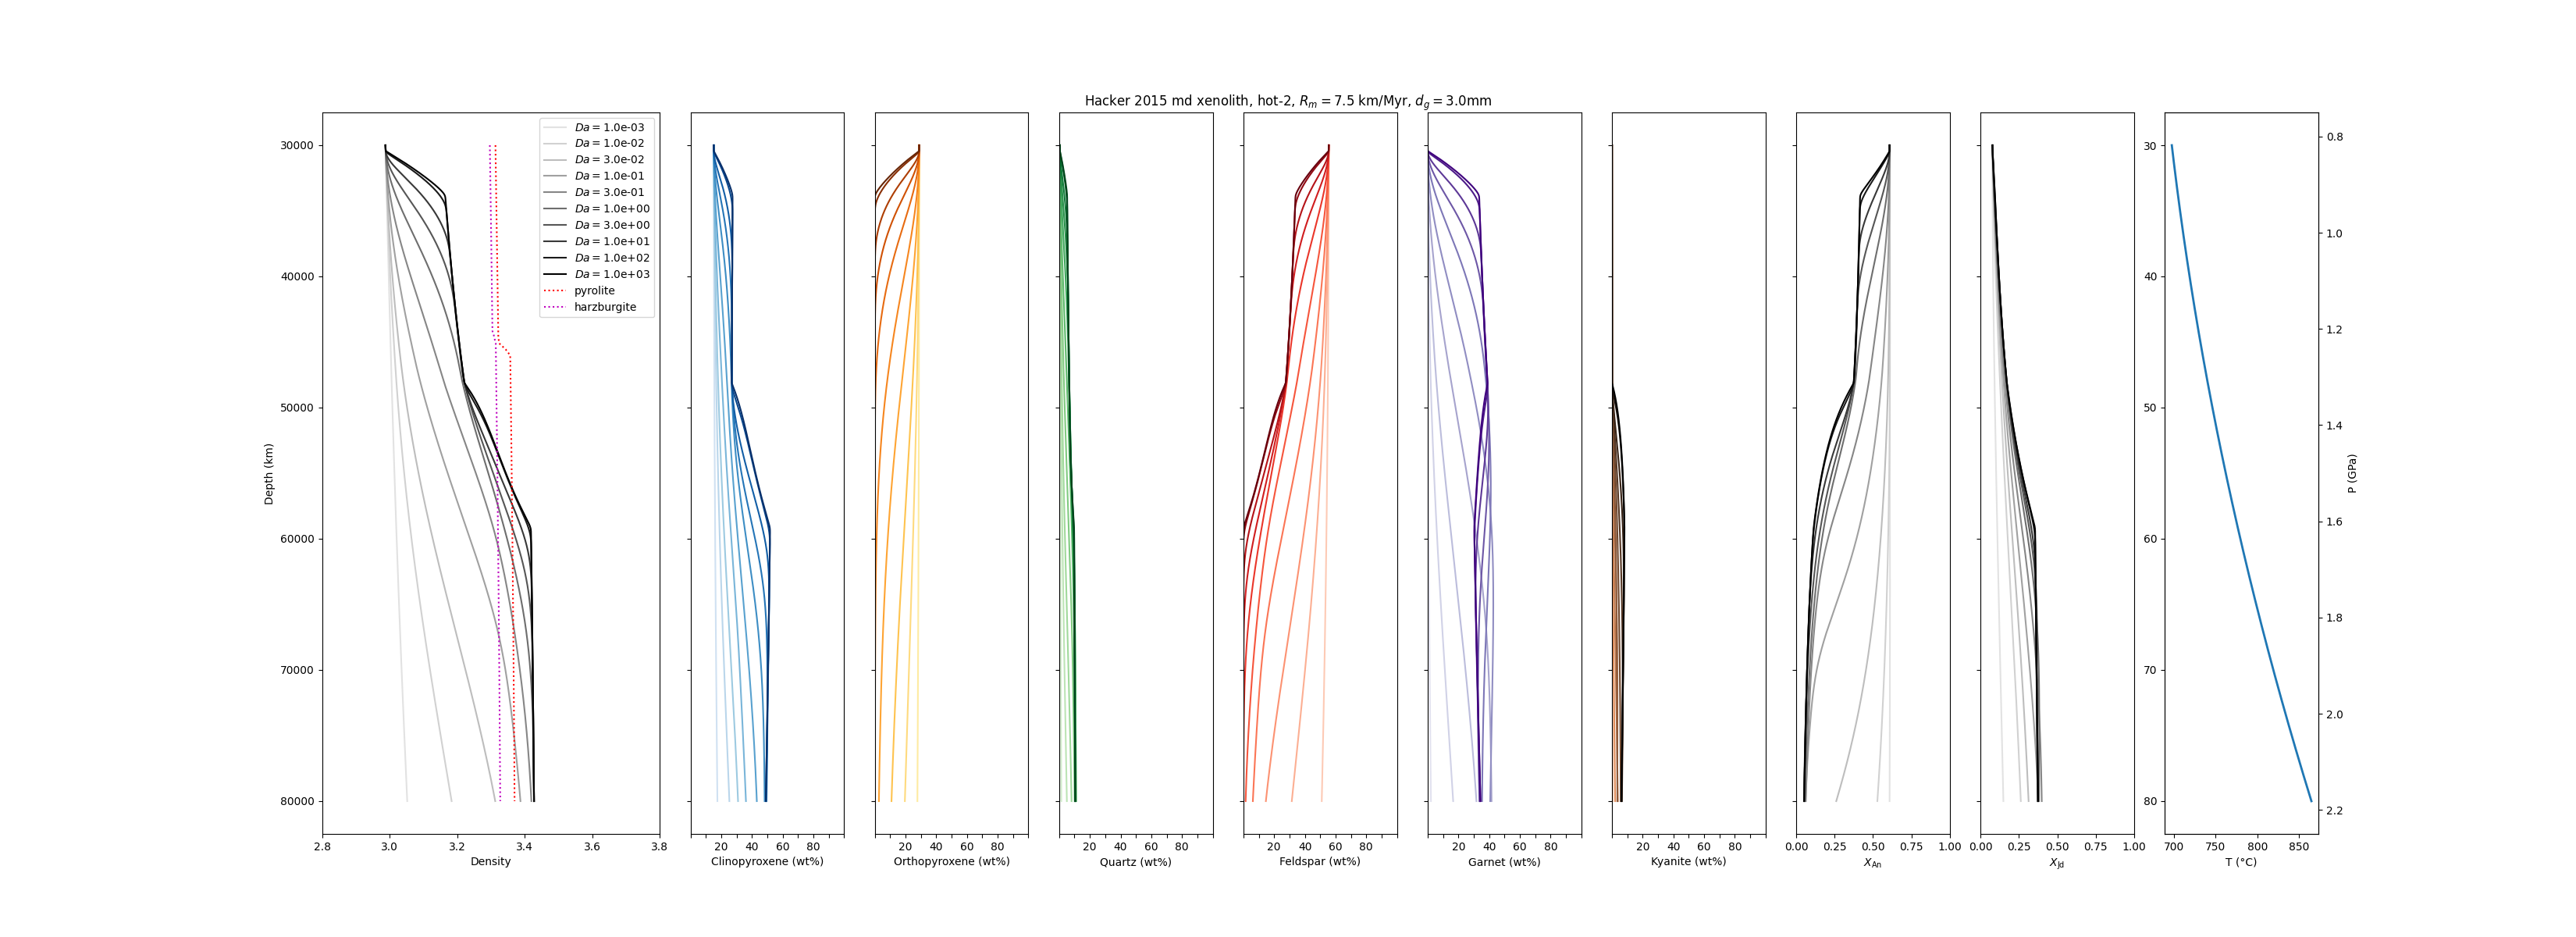 Hacker 2015 md xenolith, hot-2, Rm = 7.5 km/Myr, dg = 3.0mm
Da = 1.0e-03
Da = 1.0e-02
Da = 3.0e-02
Da = 1.0e-01
Da = 3.0e-01
Da = 1.0e+00
Da = 3.0e+00
Da = 1.0e+01
Da = 1.0e+02
Da = 1.0e+03
pyrolite
harzburgite
30000
40000
50000
60000
70000
80000
Depth (km)
2.8 3.0 3.2 3.4 3.6 3.8
Density
20 40 60 80
Clinopyroxene (wt%)
20 40 60 80
Orthopyroxene (wt%)
20 40 60 80
Quartz (wt%)
20 40 60 80
Feldspar (wt%)
20 40 60 80
Garnet (wt%)
20 40 60 80
Kyanite (wt%)
0.00 0.25 0.50 0.75 1.00
XAn
0.00 0.25 0.50 0.75 1.00
XJd
30
40
50
60
70
80
700 750 800 850
T (°C)
0.8
1.0
1.2
1.4
1.6
1.8
2.0
2.2
P (GPa)